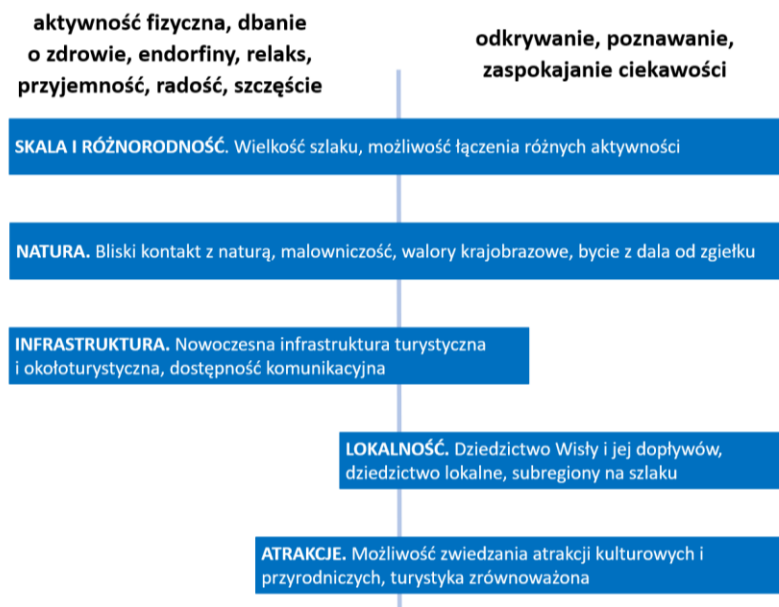 aktywność fizyczna, dbanie
o zdrowie, endorfiny, relaks,
przyjemność, radość, szczęście
odkrywanie, poznawanie,
zaspokajanie ciekawości
SKALA I RÓŻNORODNOŚĆ. Wielkość szlaku, możliwość łączenia różnych aktywności
NATURA. Bliski kontakt z naturą, malowniczość, walory krajobrazowe, bycie z dala od zgiełku
INFRASTRUKTURA. Nowoczesna infrastruktura turystyczna
i okołoturystyczna, dostępność komunikacyjna
LOKALNOŚĆ. Dziedzictwo Wisły i jej dopływów,
dziedzictwo lokalne, subregiony na szlaku
ATRAKCJE. Możliwość zwiedzania atrakcji kulturowych i
przyrodniczych, turystyka zrównoważona